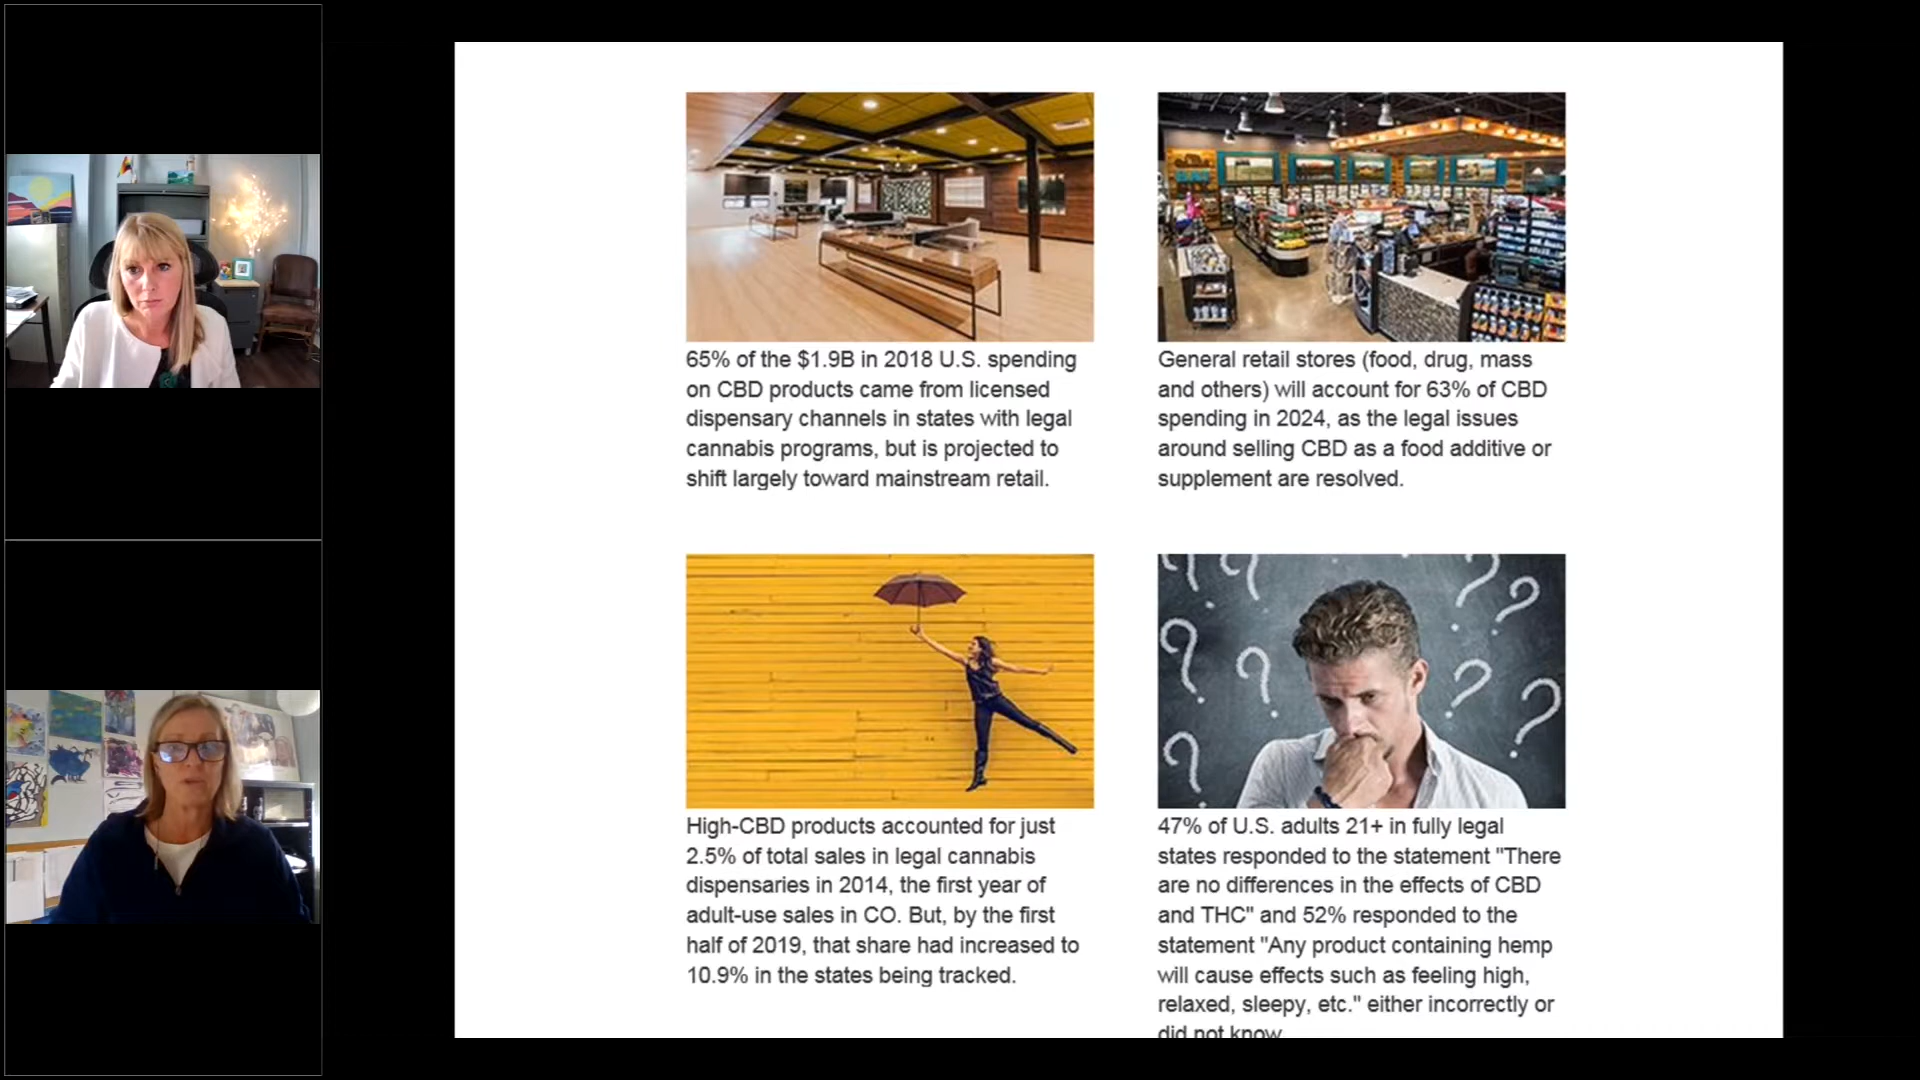 65% of the $1.9B in 2018 U.S. spending
on CBD products came from licensed
dispensary channels in states with legal
cannabis programs, but is projected to
shift largely toward mainstream retail.
General retail stores (food, drug, mass
and others) will account for 63% of CBD
spending in 2024, as the legal issues
around selling CBD as a food additive or
supplement are resolved.
High-CBD products accounted for just
2.5% of total sales in legal cannabis
dispensaries in 2014, the first year of
adult-use sales in CO. But, by the first
half of 2019, that share had increased to
10.9% in the states being tracked.
47% of U.S. adults 21+ in fully legal
states responded to the statement "There
are no differences in the effects of CBD
and THC" and 52% responded to the
statement "Any product containing hemp
will cause effects such as feeling high,
relaxed, sleepy, etc." either incorrectly or
did not know